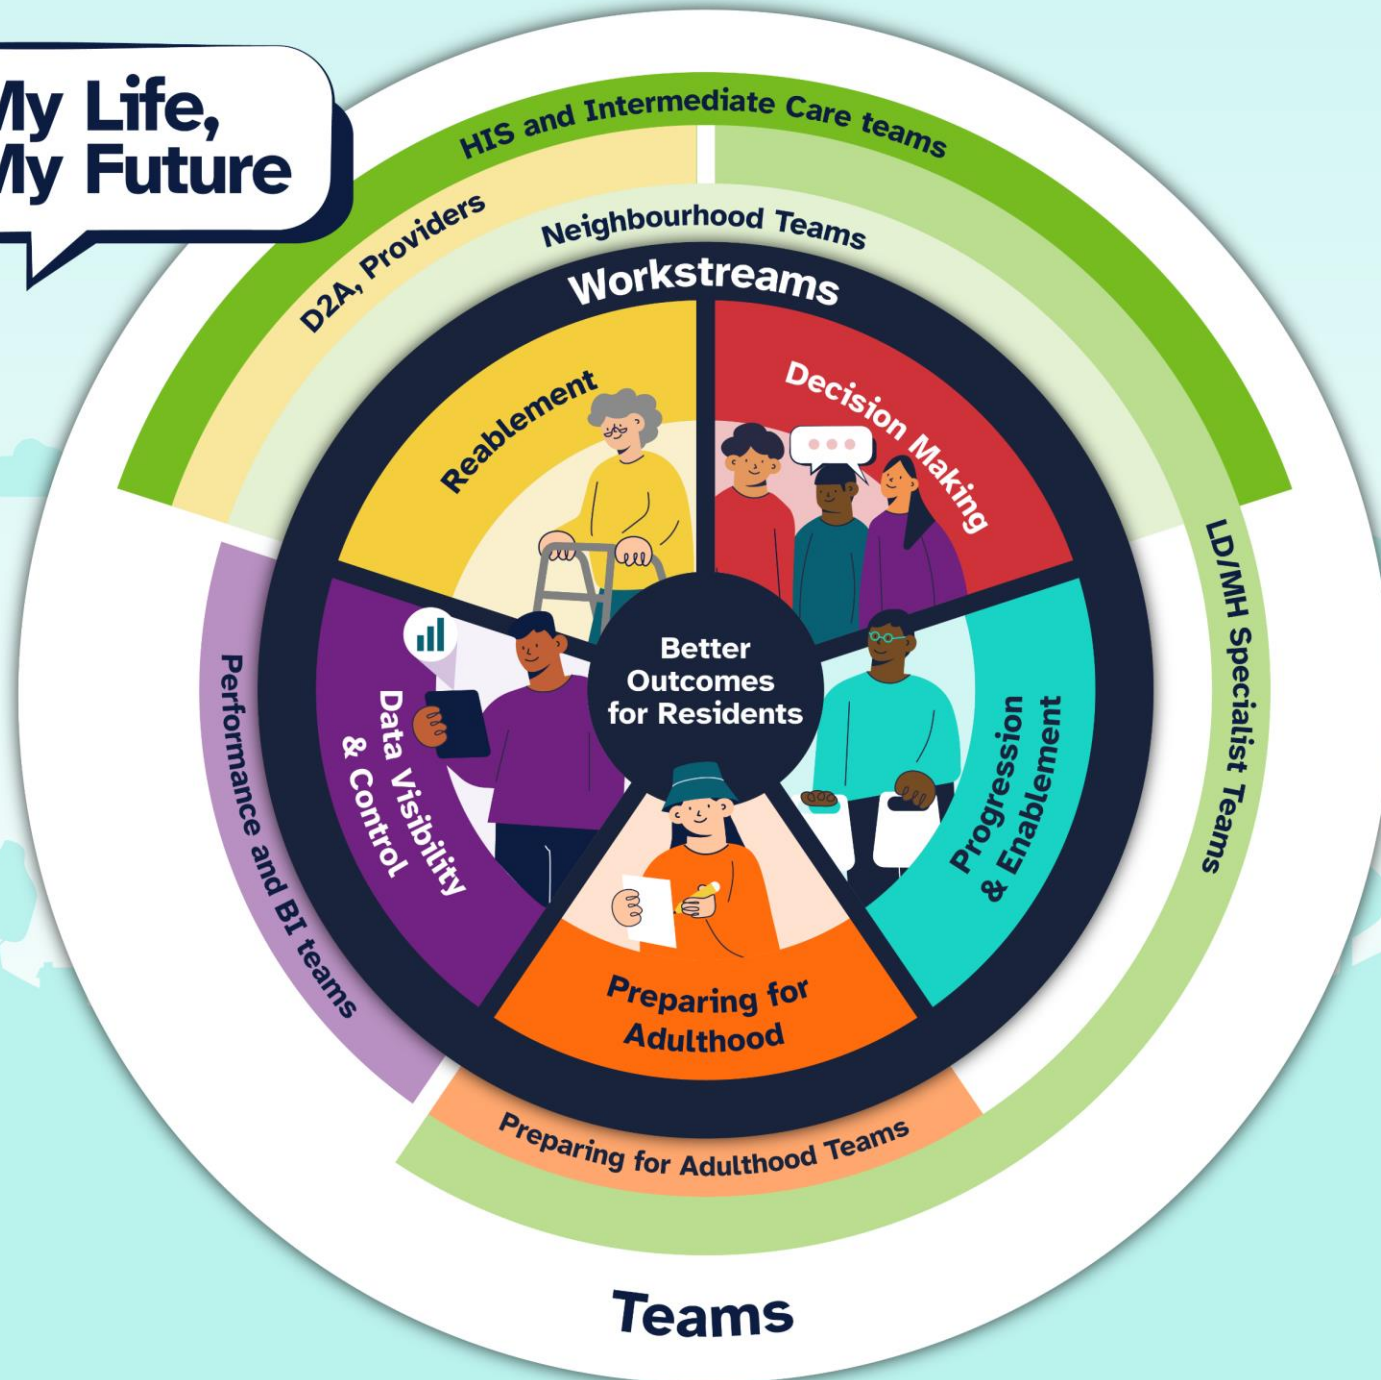 My Life,
My Future
HIS and Intermediate Care teams
D2A, Providers
Neighbourhood Teams
Workstreams
Reablement
Decision Making
LD/MH Specialist Teams
Better
Outcomes
for Residents
Performance and BI teams
Data Visibility
& Control
Progression
& Enablement
Preparing for
Adulthood
Preparing for Adulthood Teams
Teams